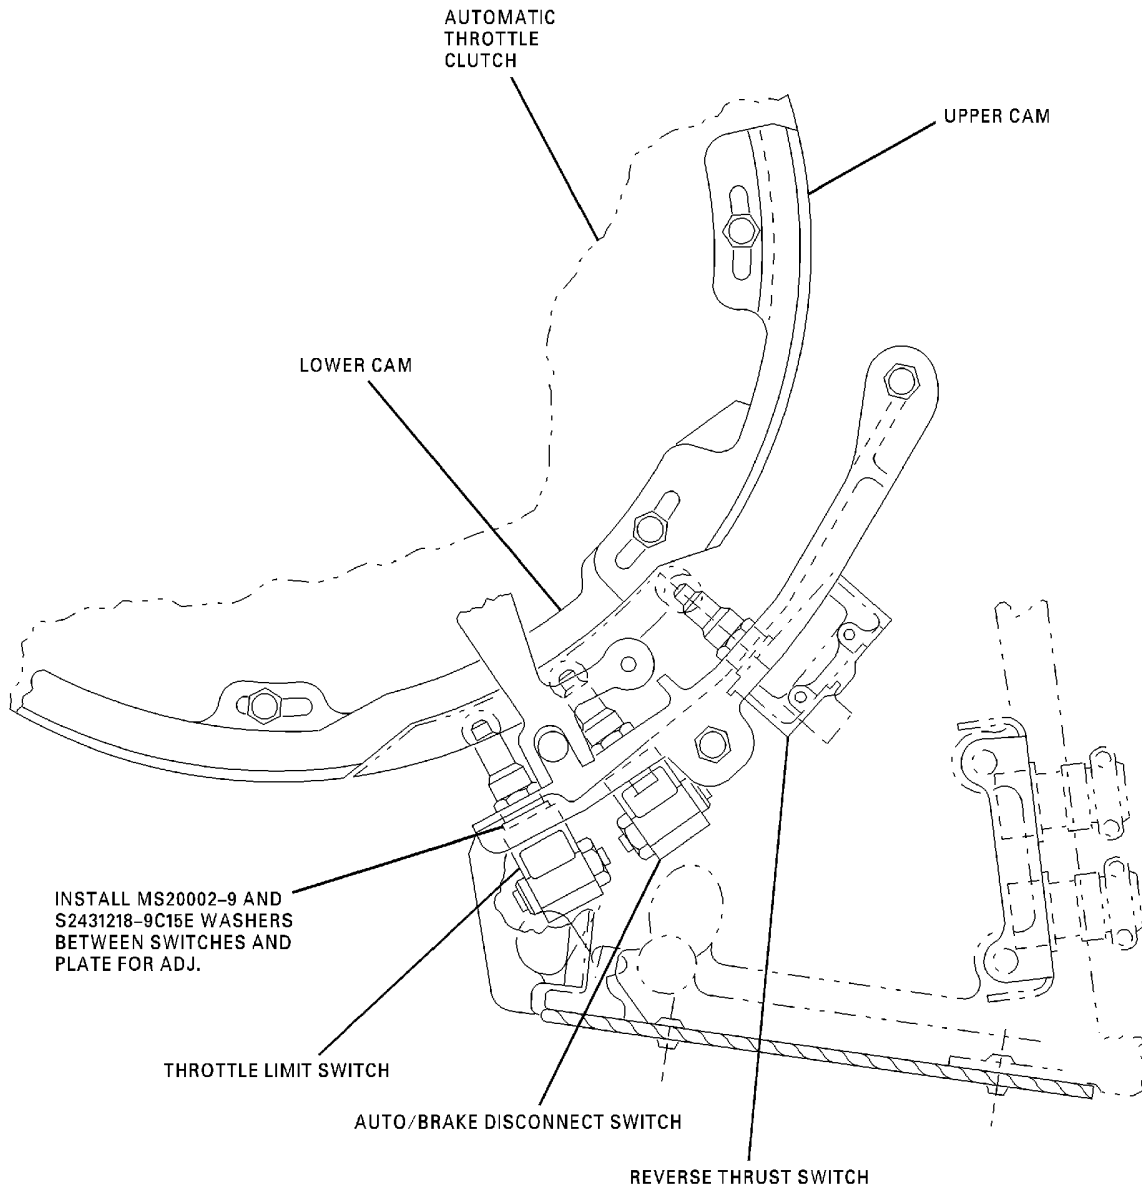 AUTOMATIC
THROTTLE
CLUTCH
UPPER CAM
LOWER CAM
INSTALL MS20002-9 AND
S2431218-9C15E WASHERS
BETWEEN SWITCHES AND
PLATE FOR ADJ.
THROTTLE LIMIT SWITCH
AUTO/BRAKE DISCONNECT SWITCH
REVERSE THRUST SWITCH